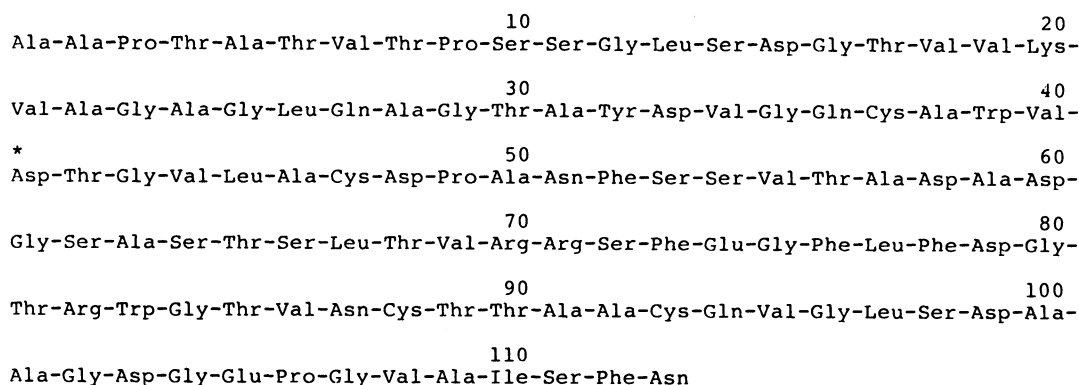 10 20
Ala-Ala-Pro-Thr-Ala-Thr-Val-Thr-Pro-Ser-Ser-Gly-Leu-Ser-Asp-Gly-Thr-Val-Val-Lys-
30 40
Val-Ala-Gly-Ala-Gly-Leu-Gln-Ala-Gly-Thr-Ala-Tyr-Asp-Val-Gly-Gln-Cys-Ala-Trp-Val-
* 50 60
Asp-Thr-Gly-Val-Leu-Ala-Cys-Asp-Pro-Ala-Asn-Phe-Ser-Ser-Val-Thr-Ala-Asp-Ala-Asp-
70 80
Gly-Ser-Ala-Ser-Thr-Ser-Leu-Thr-Val-Arg-Arg-Ser-Phe-Glu-Gly-Phe-Leu-Phe-Asp-Gly-
90 100
Thr-Arg-Trp-Gly-Thr-Val-Asn-Cys-Thr-Thr-Ala-Ala-Cys-Gln-Val-Gly-Leu-Ser-Asp-Ala-
110
Ala-Gly-Asp-Gly-Glu-Pro-Gly-Val-Ala-Ile-Ser-Phe-Asn